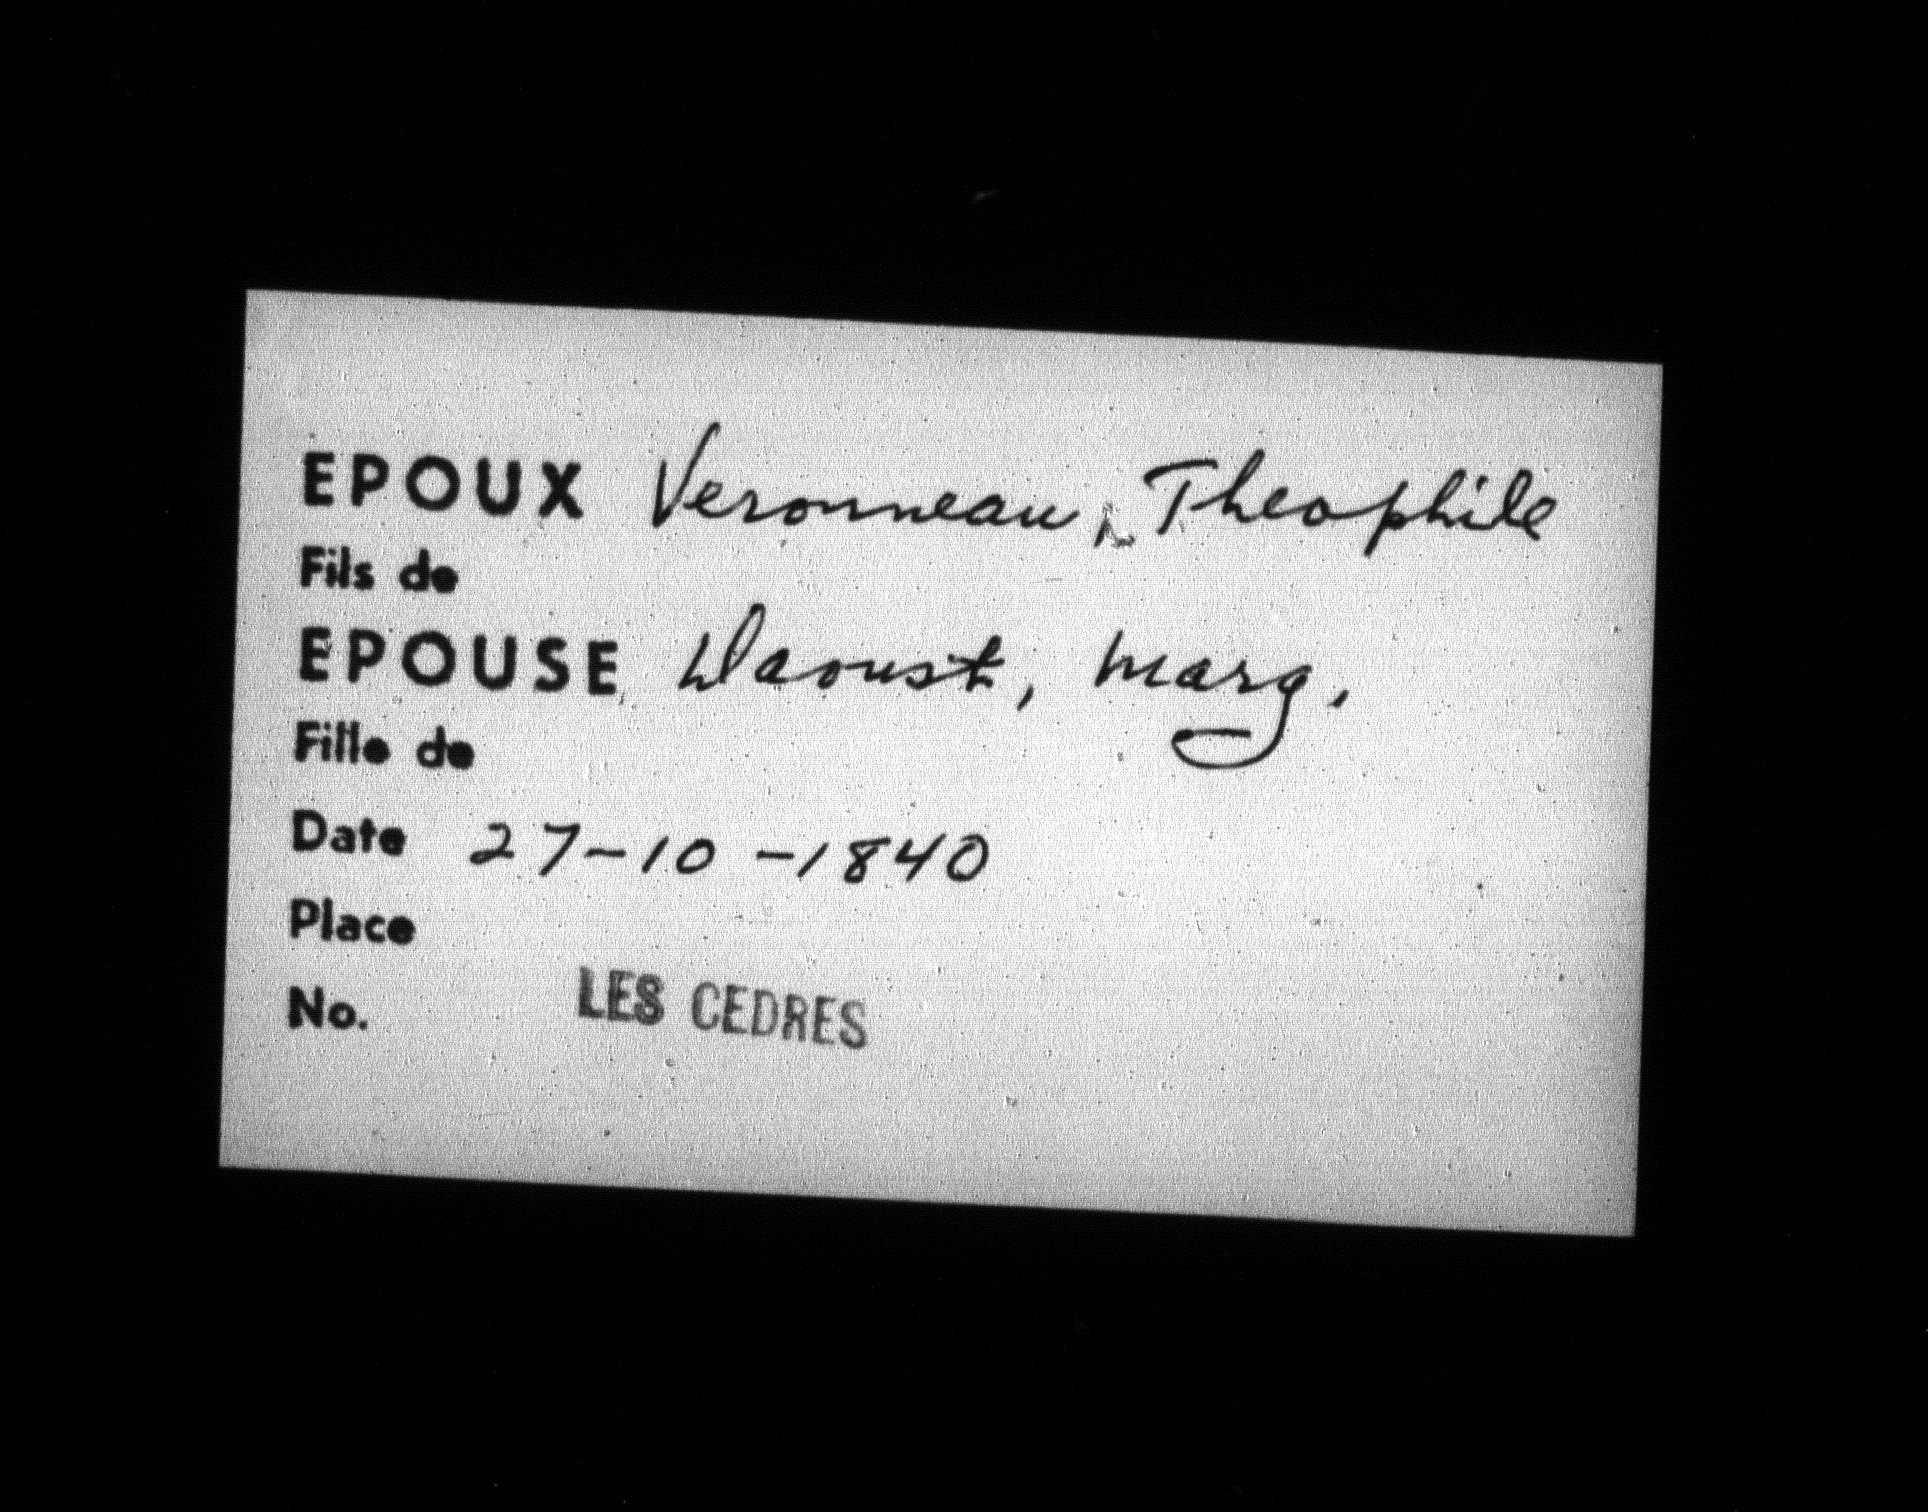 EPOUX Veronneau, Theophile
Fils de
EPOUSE Daoust, Marg.
Fille de
Date 27-10-1840
Place
LES CEDRES
No.